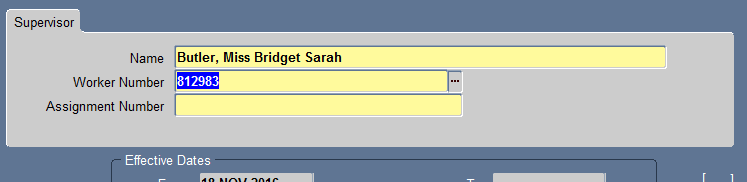 Supervisor
Name Butler, Miss Bridget Sarah
Worker Number 812983 ...
Assignment Number
Effective Dates
18-NOV-2016